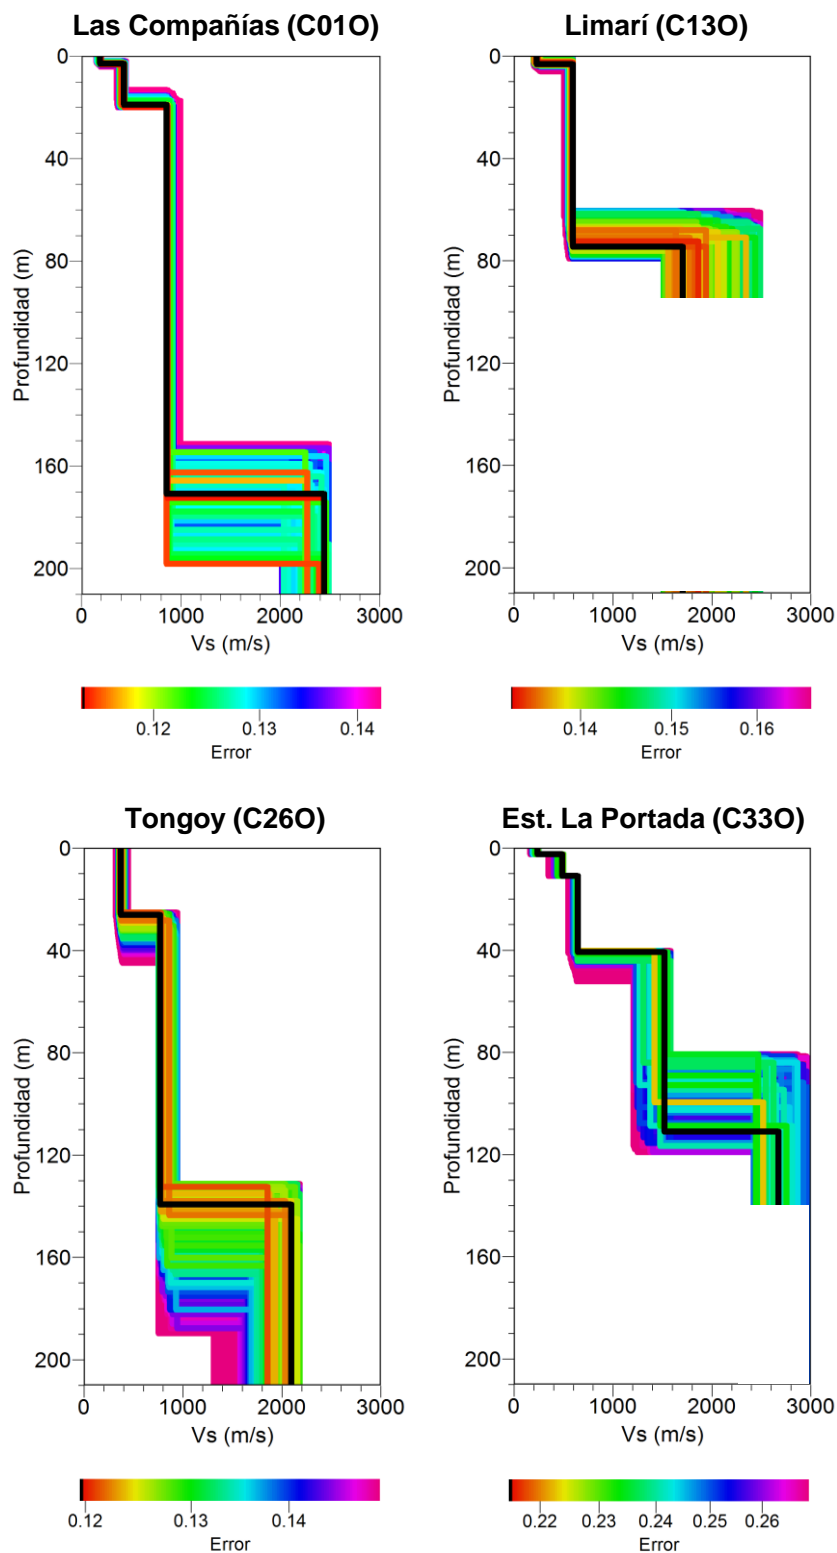 Las Compañías (C01O)
0
40
80
120
160
200
Profundidad (m)
0 1000 2000 3000
Vs (m/s)
0.12 0.13 0.14
Error
Limarí (C13O)
0
40
80
120
160
200
Profundidad (m)
0 1000 2000 3000
Vs (m/s)
0.14 0.15 0.16
Error
Tongoy (C26O)
0
40
80
120
160
200
Profundidad (m)
0 1000 2000 3000
Vs (m/s)
0.12 0.13 0.14
Error
Est. La Portada (C33O)
0
40
80
120
160
200
Profundidad (m)
0 1000 2000 3000
Vs (m/s)
0.22 0.23 0.24 0.25 0.26
Error